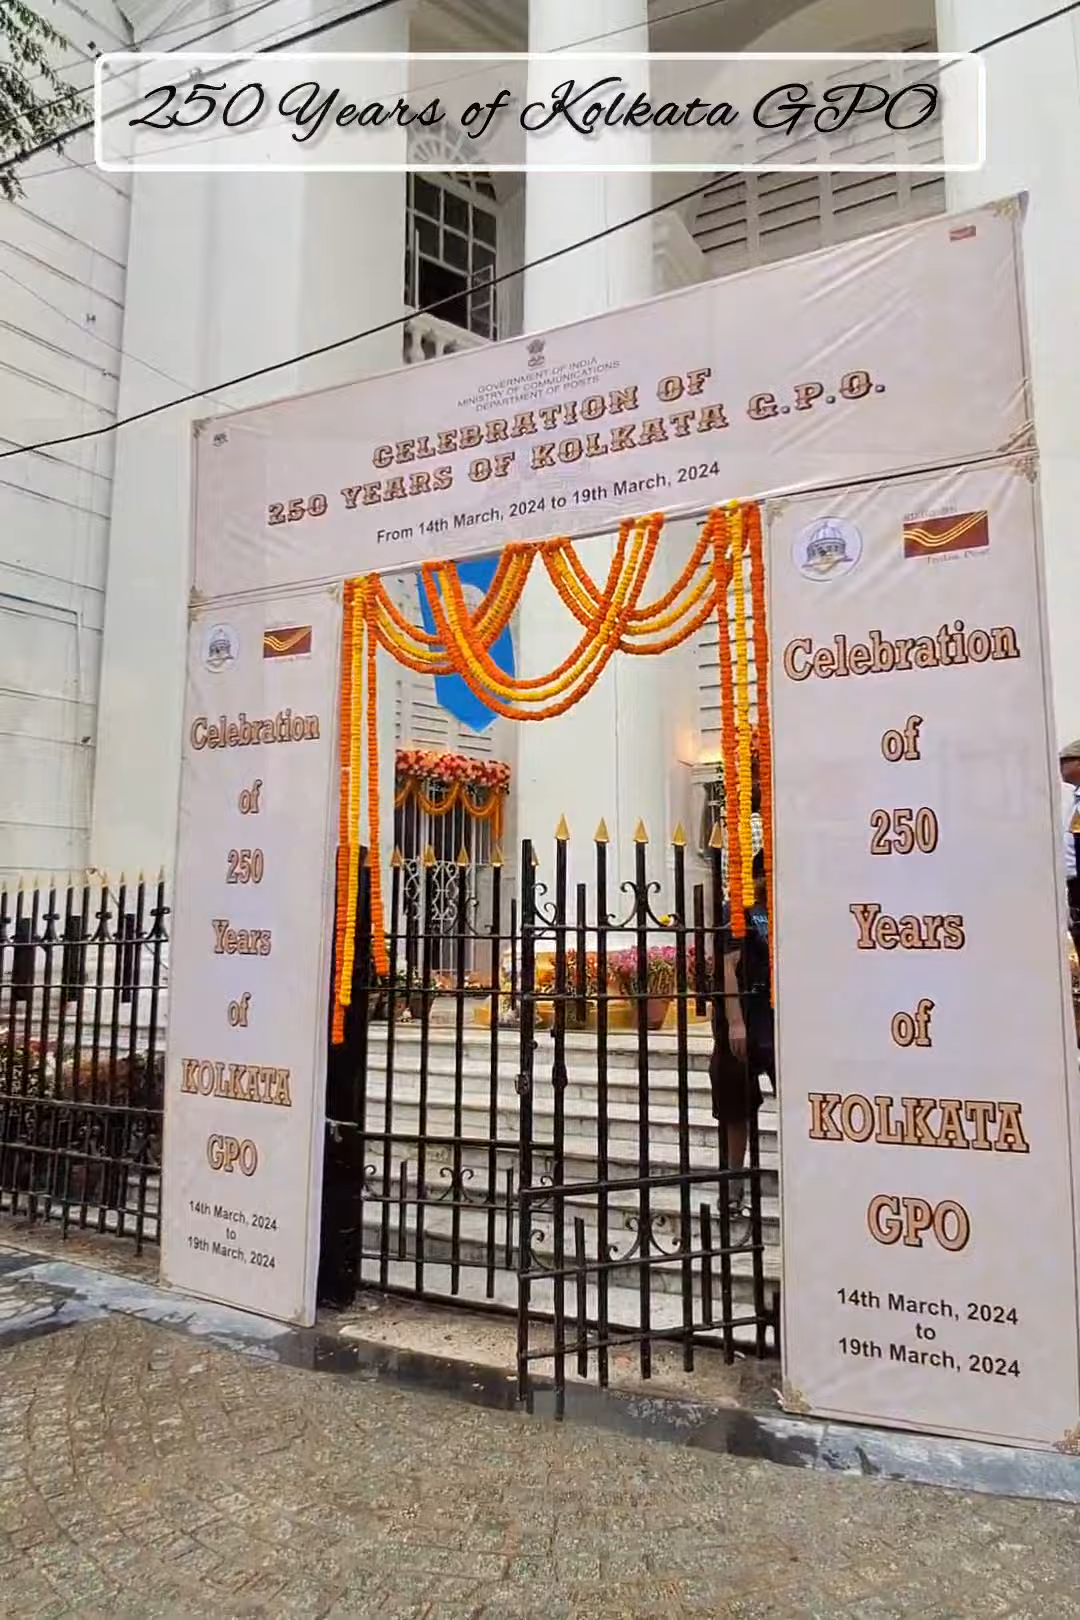 250 Years of Kolkata GPO
GOVERNMENT OF INDIA
MINISTRY OF COMMUNICATIONS
DEPARTMENT OF POSTS
CELEBRATION OF
250 YEARS OF KOLKATA G.P.O.
From 14th March, 2024 to 19th March, 2024
Celebration
of
250
Years
of
KOLKATA
GPO
14th March, 2024
to
19th March, 2024
India Post
Celebration
of
250
Years
of
KOLKATA
GPO
14th March, 2024
to
19th March, 2024